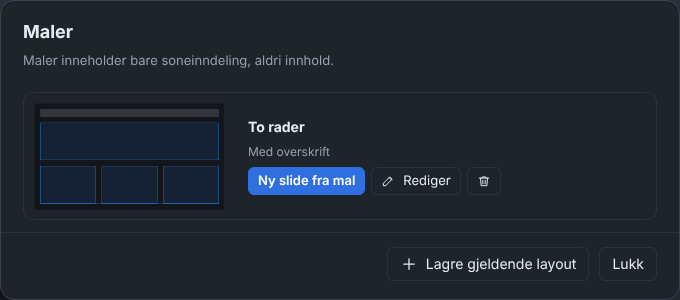 Maler
Maler inneholder bare soneinndeling, aldri innhold.
To rader
Med overskrift
Ny slide fra mal
Rediger
Lagre gjeldende layout
Lukk